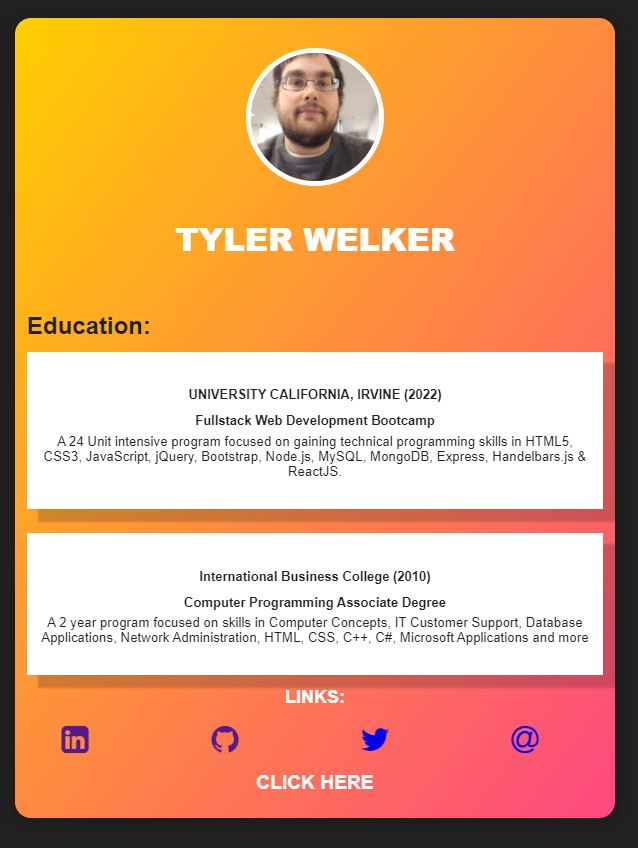 TYLER WELKER
Education:
UNIVERSITY CALIFORNIA, IRVINE (2022)
Fullstack Web Development Bootcamp
A 24 Unit intensive program focused on gaining technical programming skills in HTML5,
CSS3, JavaScript, jQuery, Bootstrap, Node.js, MySQL, MongoDB, Express, Handelbars.js &
ReactJS.
International Business College (2010)
Computer Programming Associate Degree
A 2 year program focused on skills in Computer Concepts, IT Customer Support, Database
Applications, Network Administration, HTML, CSS, C++, C#, Microsoft Applications and more
LINKS:
in @
CLICK HERE